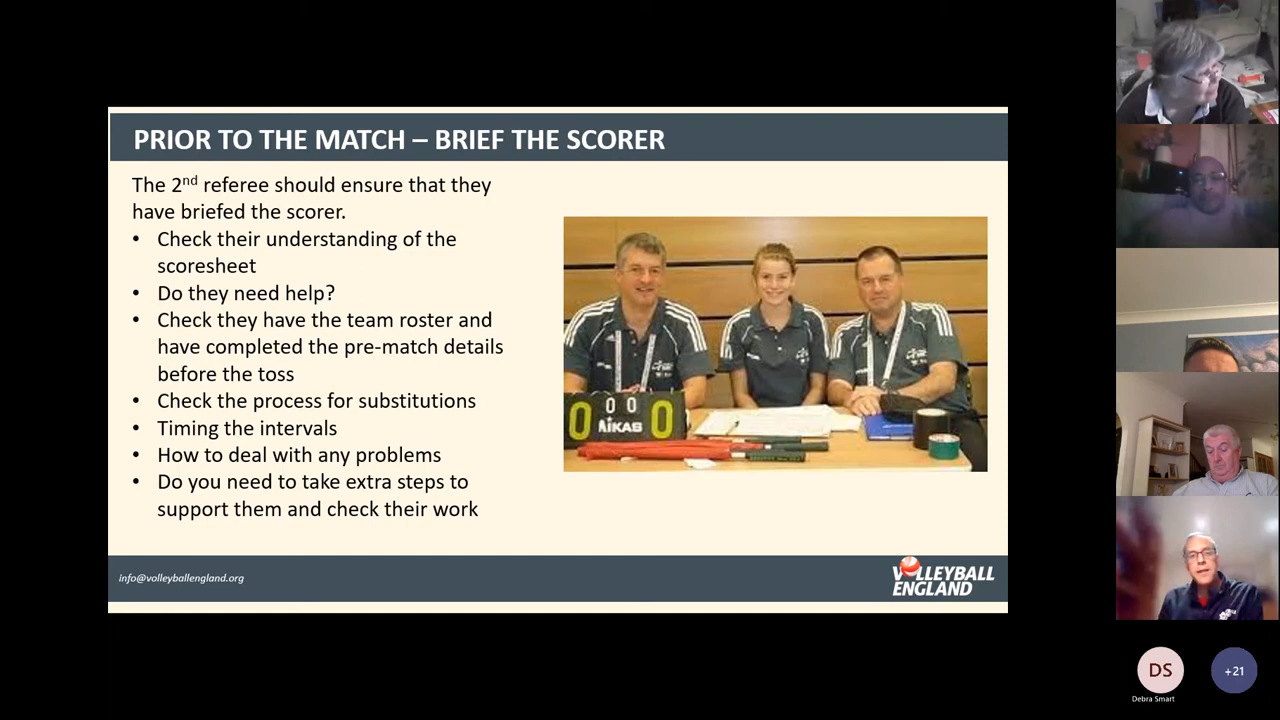 PRIOR TO THE MATCH – BRIEF THE SCORER
The 2nd referee should ensure that they
have briefed the scorer.
• Check their understanding of the
scoresheet
• Do they need help?
• Check they have the team roster and
have completed the pre-match details
before the toss
• Check the process for substitutions
• Timing the intervals
• How to deal with any problems
• Do you need to take extra steps to
support them and check their work
0 0 0 0
MIKASA
info@volleyballengland.org
VOLLEYBALL
ENGLAND
DS
+21
Debra Smart